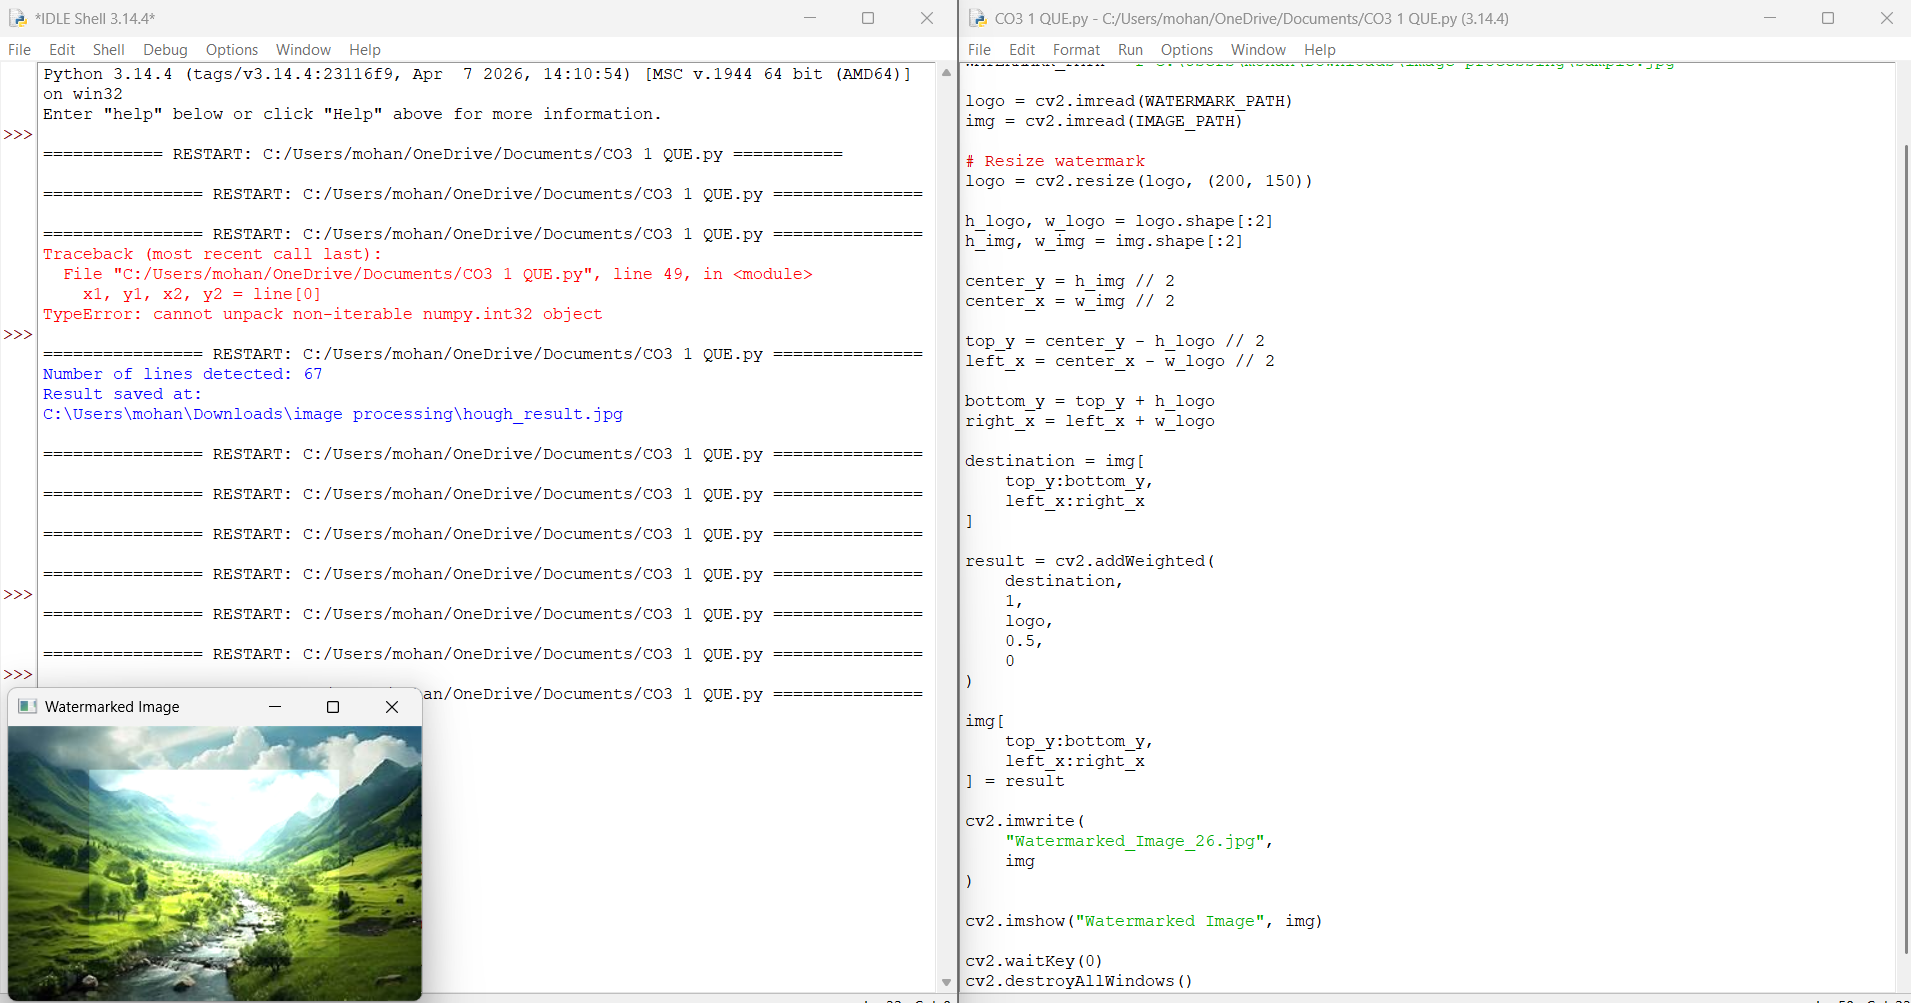 *IDLE Shell 3.14.4*
File Edit Shell Debug Options Window Help
Python 3.14.4 (tags/v3.14.4:23116f9, Apr  7 2026, 14:10:54) [MSC v.1944 64 bit (AMD64)]
on win32
Enter "help" below or click "Help" above for more information.
>>>
============ RESTART: C:/Users/mohan/OneDrive/Documents/CO3 1 QUE.py ===========
================ RESTART: C:/Users/mohan/OneDrive/Documents/CO3 1 QUE.py ===============
================ RESTART: C:/Users/mohan/OneDrive/Documents/CO3 1 QUE.py ===============
Traceback (most recent call last):
  File "C:/Users/mohan/OneDrive/Documents/CO3 1 QUE.py", line 49, in <module>
    x1, y1, x2, y2 = line[0]
TypeError: cannot unpack non-iterable numpy.int32 object
>>>
================ RESTART: C:/Users/mohan/OneDrive/Documents/CO3 1 QUE.py ===============
Number of lines detected: 67
Result saved at:
C:\Users\mohan\Downloads\image processing\hough_result.jpg
================ RESTART: C:/Users/mohan/OneDrive/Documents/CO3 1 QUE.py ===============
================ RESTART: C:/Users/mohan/OneDrive/Documents/CO3 1 QUE.py ===============
================ RESTART: C:/Users/mohan/OneDrive/Documents/CO3 1 QUE.py ===============
================ RESTART: C:/Users/mohan/OneDrive/Documents/CO3 1 QUE.py ===============
>>>
================ RESTART: C:/Users/mohan/OneDrive/Documents/CO3 1 QUE.py ===============
================ RESTART: C:/Users/mohan/OneDrive/Documents/CO3 1 QUE.py ===============
>>>
an/OneDrive/Documents/CO3 1 QUE.py ===============
Watermarked Image
CO3 1 QUE.py - C:/Users/mohan/OneDrive/Documents/CO3 1 QUE.py (3.14.4)
File Edit Format Run Options Window Help
logo = cv2.imread(WATERMARK_PATH)
img = cv2.imread(IMAGE_PATH)
# Resize watermark
logo = cv2.resize(logo, (200, 150))
h_logo, w_logo = logo.shape[:2]
h_img, w_img = img.shape[:2]
center_y = h_img // 2
center_x = w_img // 2
top_y = center_y - h_logo // 2
left_x = center_x - w_logo // 2
bottom_y = top_y + h_logo
right_x = left_x + w_logo
destination = img[
    top_y:bottom_y,
    left_x:right_x
]
result = cv2.addWeighted(
    destination,
    1,
    logo,
    0.5,
    0
)
img[
    top_y:bottom_y,
    left_x:right_x
] = result
cv2.imwrite(
    "Watermarked_Image_26.jpg",
    img
)
cv2.imshow("Watermarked Image", img)
cv2.waitKey(0)
cv2.destroyAllWindows()